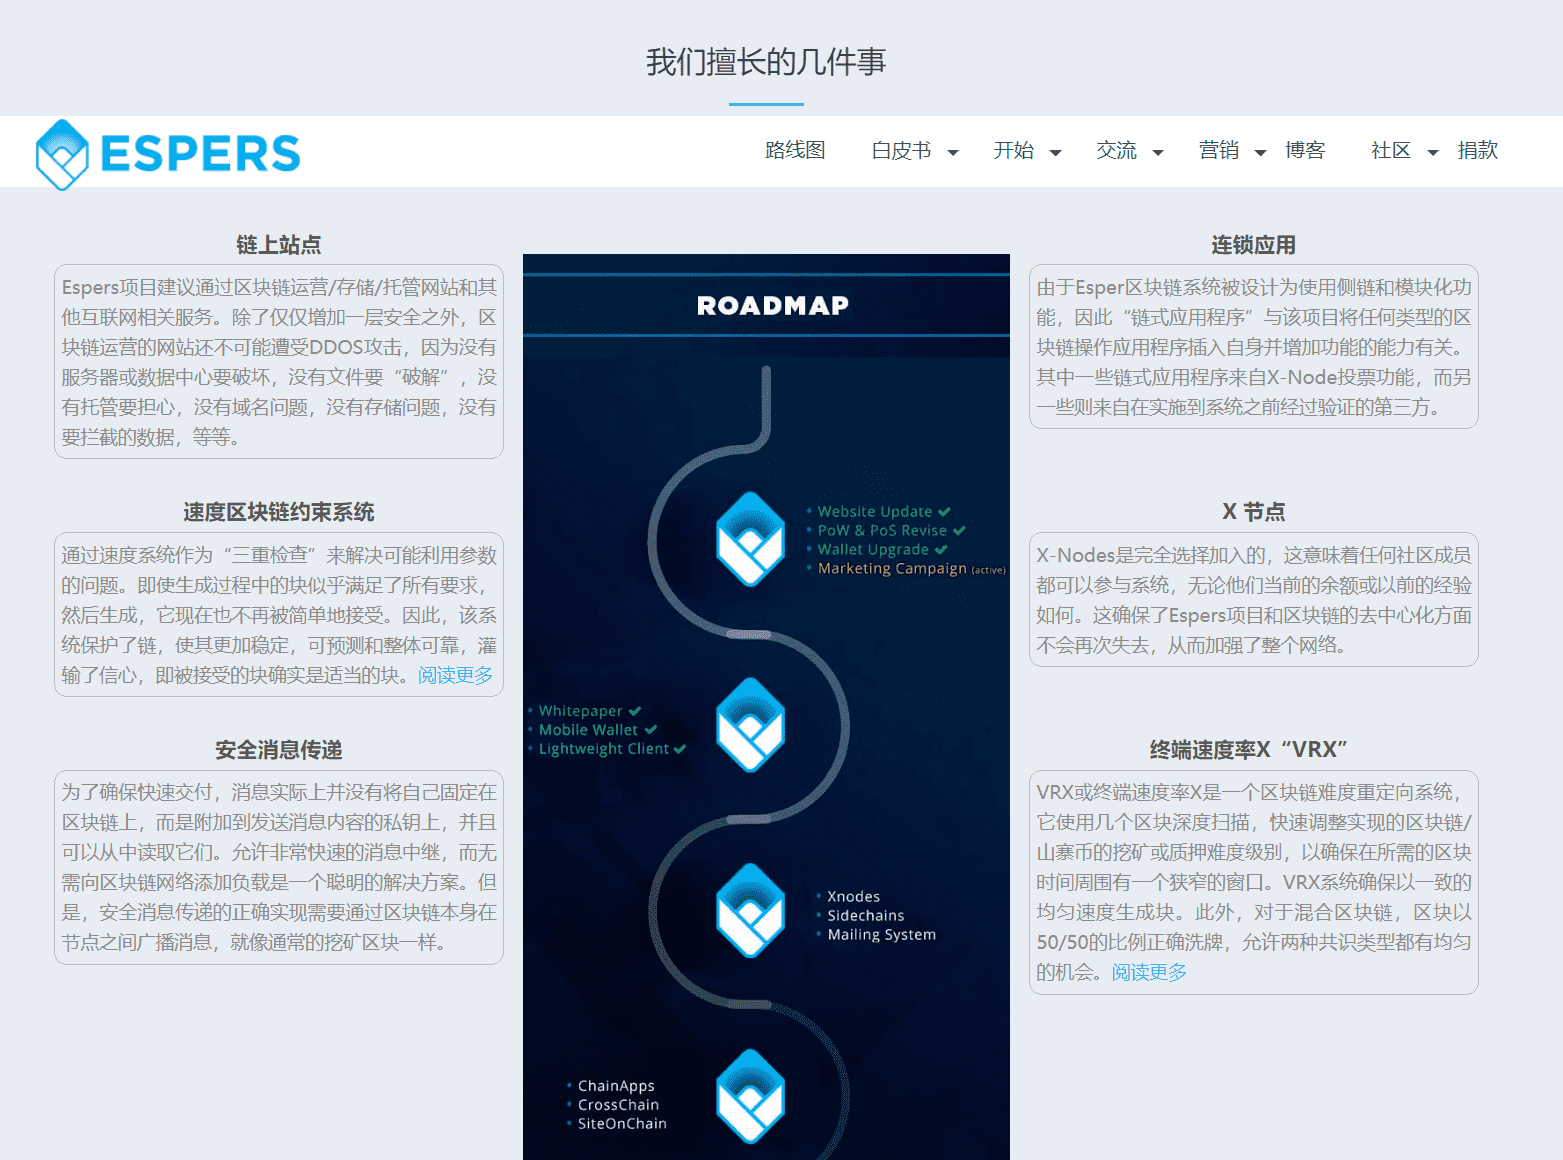 我们擅长的几件事
ESPERS
路线图 白皮书 开始 交流 营销 博客 社区 捐款
链上站点
Espers项目建议通过区块链运营/存储/托管网站和其
他互联网相关服务。除了仅仅增加一层安全之外，区
块链运营的网站还不可能遭受DDOS攻击，因为没有
服务器或数据中心要破坏，没有文件要“破解”，没
有托管要担心，没有域名问题，没有存储问题，没有
要拦截的数据，等等。
速度区块链约束系统
通过速度系统作为“三重检查”来解决可能利用参数
的问题。即使生成过程中的块似乎满足了所有要求，
然后生成，它现在也不再被简单地接受。因此，该系
统保护了链，使其更加稳定，可预测和整体可靠，灌
输了信心，即被接受的块确实是适当的块。阅读更多
安全消息传递
为了确保快速交付，消息实际上并没有将自己固定在
区块链上，而是附加到发送消息内容的私钥上，并且
可以从中读取它们。允许非常快速的消息中继，而无
需向区块链网络添加负载是一个聪明的解决方案。但
是，安全消息传递的正确实现需要通过区块链本身在
节点之间广播消息，就像通常的挖矿区块一样。
ROADMAP
• Website Update ✔
• PoW & PoS Revise ✔
• Wallet Upgrade ✔
• Marketing Campaign (active)
• Whitepaper ✔
• Mobile Wallet ✔
• Lightweight Client ✔
• Xnodes
• Sidechains
• Mailing System
• ChainApps
• CrossChain
• SiteOnChain
连锁应用
由于Esper区块链系统被设计为使用侧链和模块化功
能，因此“链式应用程序”与该项目将任何类型的区
块链操作应用程序插入自身并增加功能的能力有关。
其中一些链式应用程序来自X-Node投票功能，而另
一些则来自在实施到系统之前经过验证的第三方。
X 节点
X-Nodes是完全选择加入的，这意味着任何社区成员
都可以参与系统，无论他们当前的余额或以前的经验
如何。这确保了Espers项目和区块链的去中心化方面
不会再次失去，从而加强了整个网络。
终端速度率X“VRX”
VRX或终端速度率X是一个区块链难度重定向系统，
它使用几个区块深度扫描，快速调整实现的区块链/
山寨币的挖矿或质押难度级别，以确保在所需的区块
时间周围有一个狭窄的窗口。VRX系统确保以一致的
均匀速度生成块。此外，对于混合区块链，区块以
50/50的比例正确洗牌，允许两种共识类型都有均匀
的机会。阅读更多